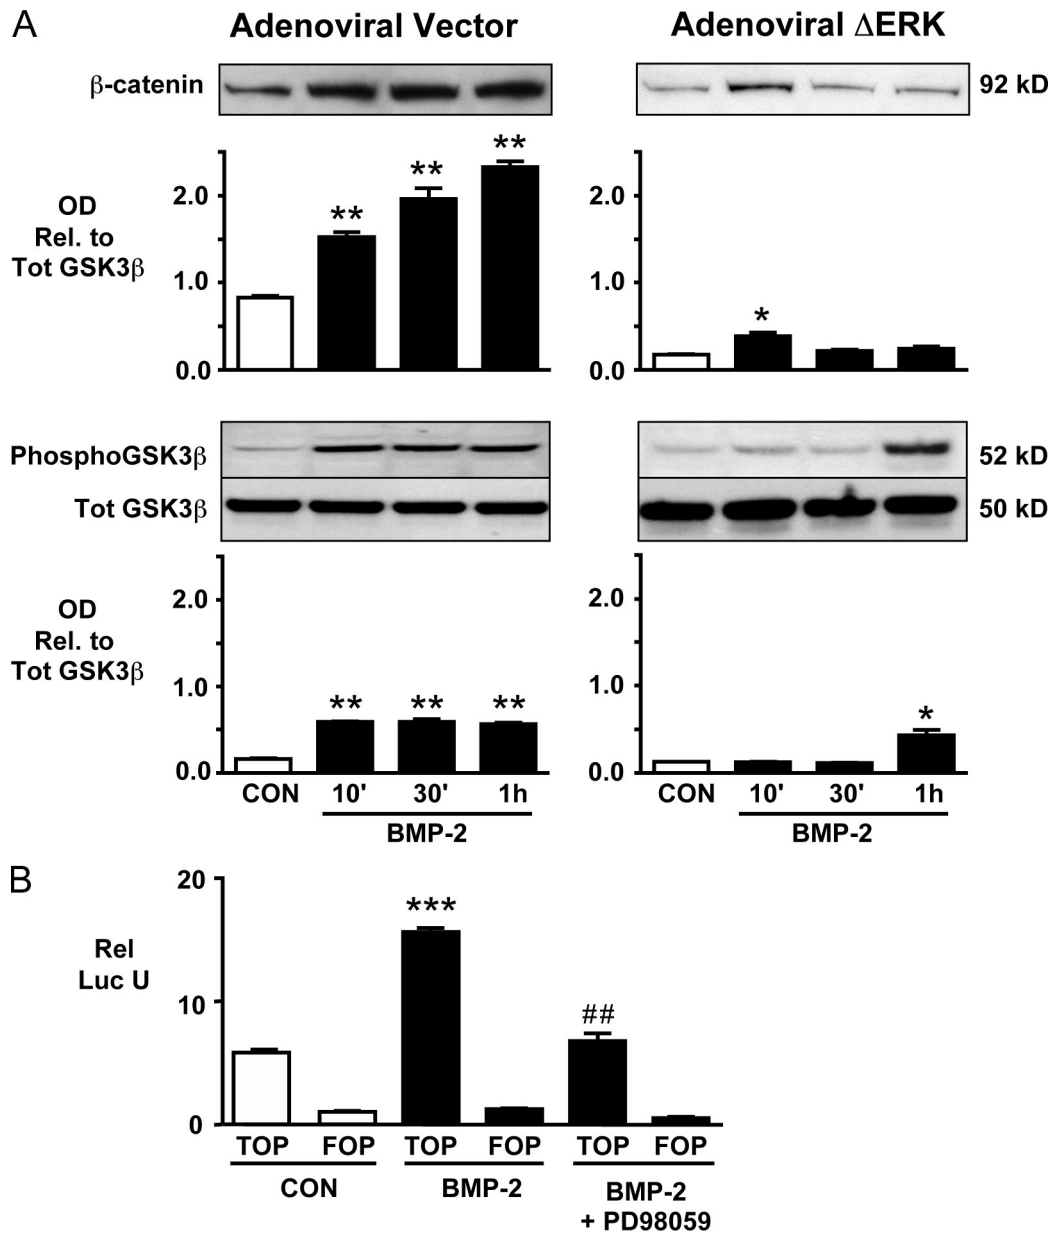 A
Adenoviral Vector
Adenoviral ΔERK
β-catenin
92 kD
OD
Rel. to
Tot GSK3β
2.0
1.0
0.0
**
**
**
2.0
1.0
0.0
*
PhosphoGSK3β
52 kD
Tot GSK3β
50 kD
OD
Rel. to
Tot GSK3β
2.0
1.0
0.0
** ** **
CON 10' 30' 1h
BMP-2
2.0
1.0
0.0
*
CON 10' 30' 1h
BMP-2
B
Rel
Luc U
20
10
0
***
##
TOP FOP TOP FOP TOP FOP
CON BMP-2 BMP-2
+ PD98059